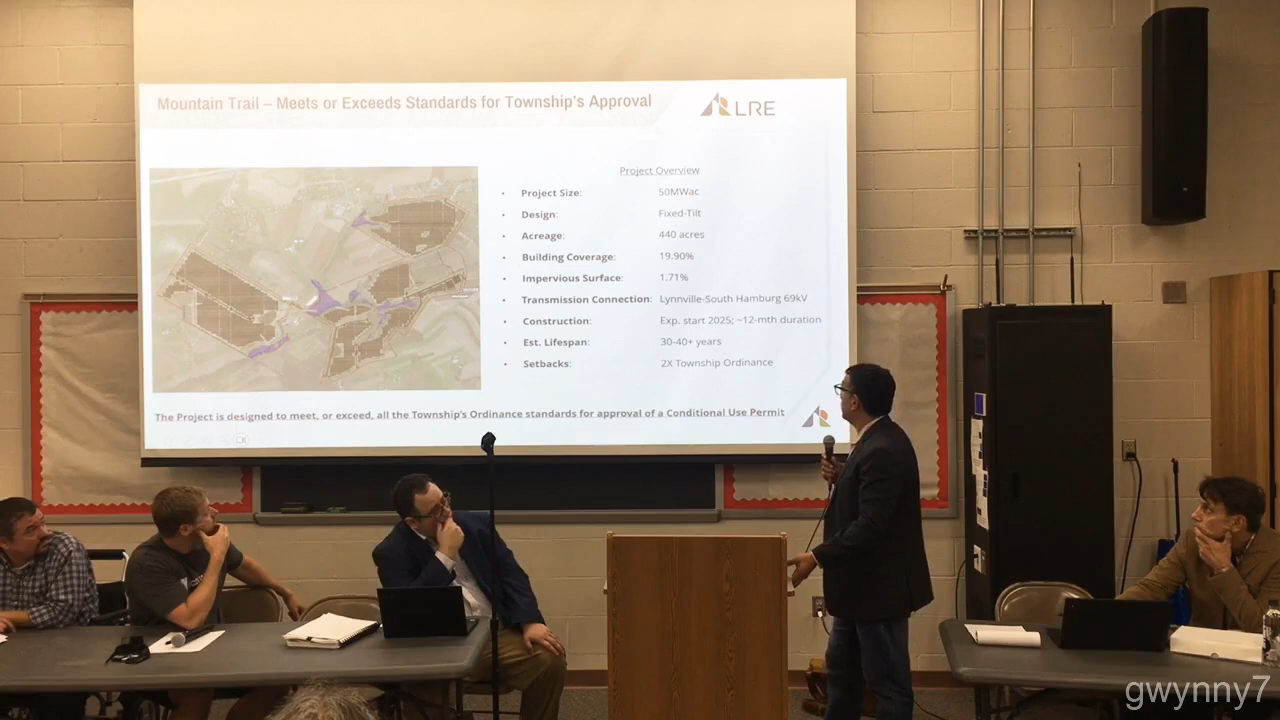 Mountain Trail – Meets or Exceeds Standards for Township's Approval
LRE
Project Overview
• Project Size: 50MWac
• Design: Fixed-Tilt
• Acreage: 440 acres
• Building Coverage: 19.90%
• Impervious Surface: 1.71%
• Transmission Connection: Lynnville-South Hamburg 69kV
• Construction: Exp. start 2025; ~12-mth duration
• Est. Lifespan: 30-40+ years
• Setbacks: 2X Township Ordinance
The Project is designed to meet, or exceed, all the Township's Ordinance standards for approval of a Conditional Use Permit
gwynny7